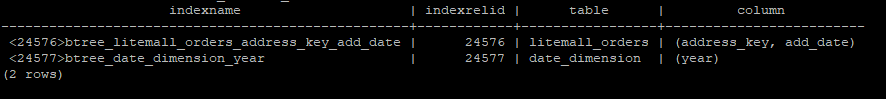 indexname | indexrelid | table | column
----------------------------------------------------+------------+-----------------+-------------------------
<24576>btree_litemall_orders_address_key_add_date | 24576 | litemall_orders | (address_key, add_date)
<24577>btree_date_dimension_year | 24577 | date_dimension | (year)
(2 rows)